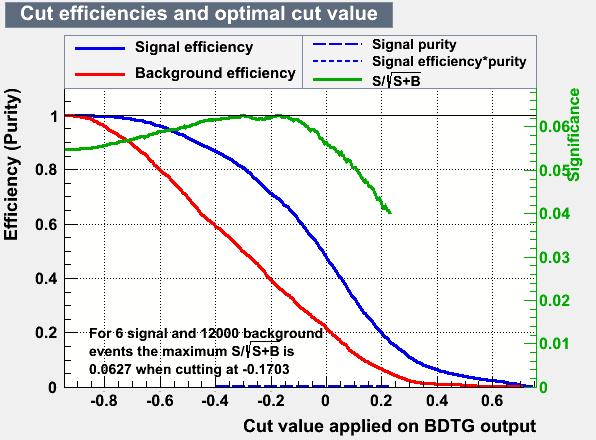 Cut efficiencies and optimal cut value
Signal efficiency
Background efficiency
Signal purity
Signal efficiency*purity
S/√S+B
Efficiency (Purity)
1
0.8
0.6
0.4
0.2
0
Significance
0.06
0.05
0.04
0.03
0.02
0.01
0
For 6 signal and 12000 background
events the maximum S/√S+B is
0.0627 when cutting at -0.1703
-0.8 -0.6 -0.4 -0.2 0 0.2 0.4 0.6
Cut value applied on BDTG output